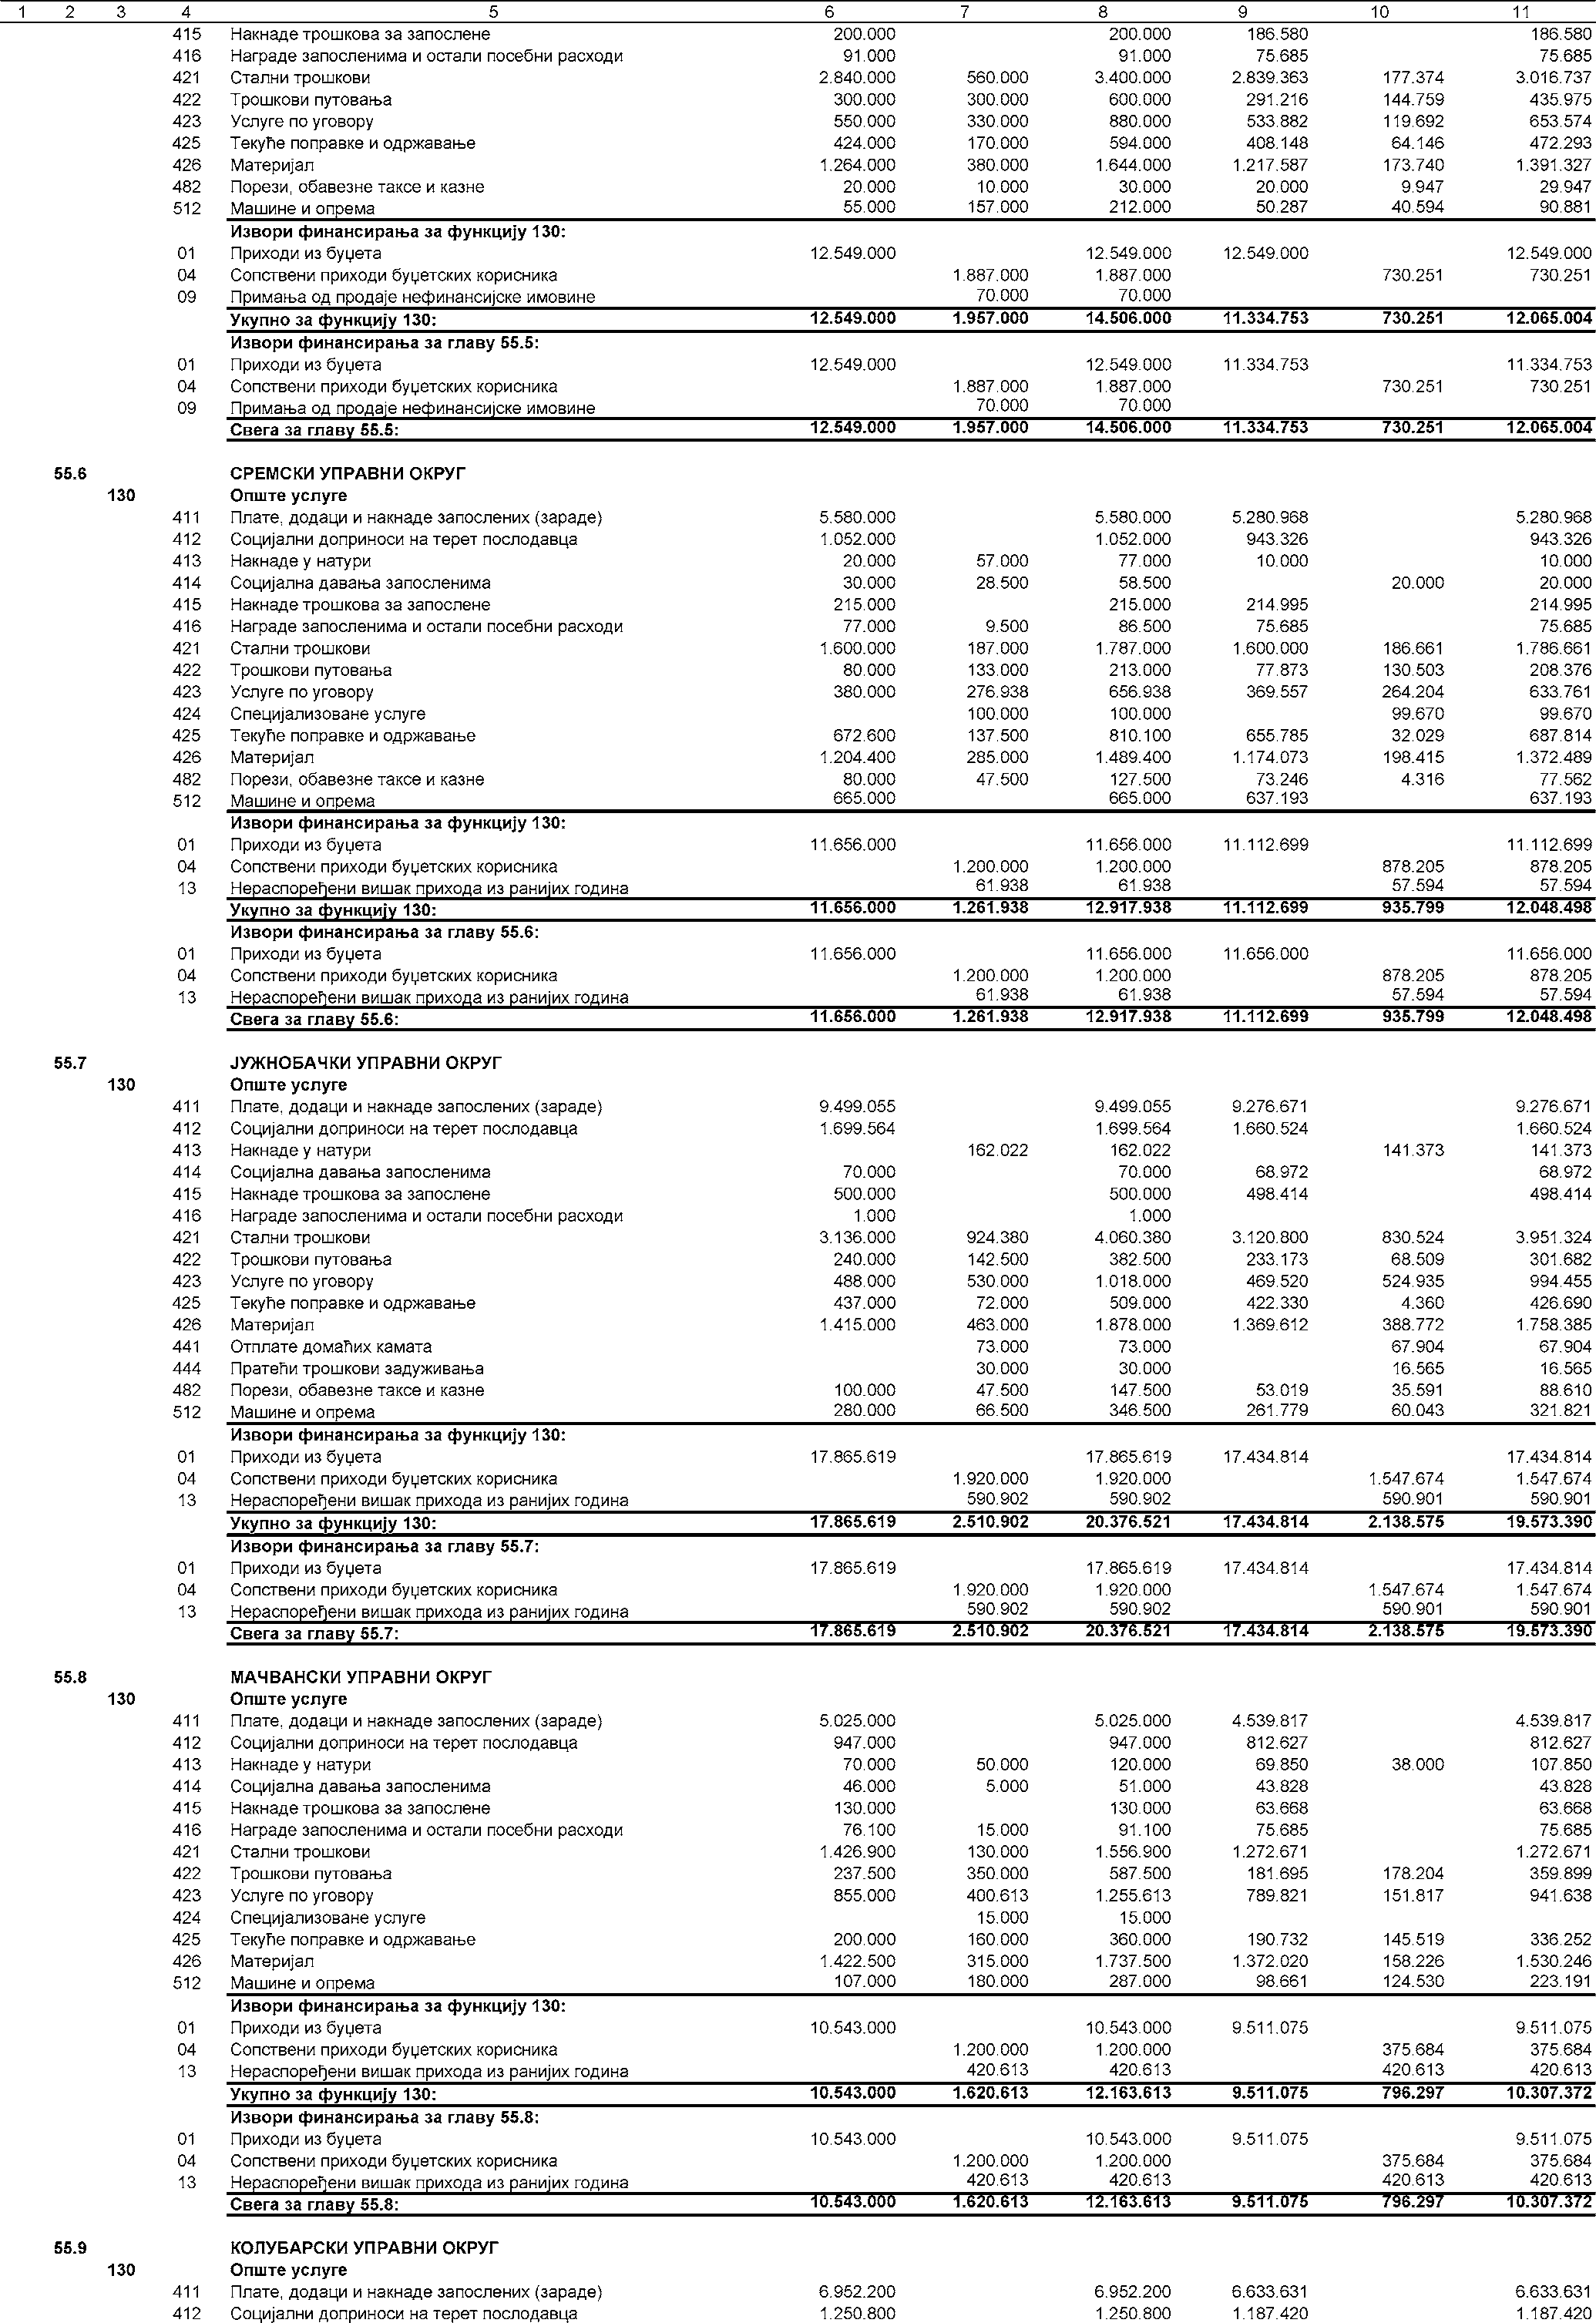 1 2 3 4 5 6 7 8 9 10 11
415 Накнаде трошкова за запослене 200.000 200.000 186.580 186.580
416 Награде запосленима и остали посебни расходи 91.000 91.000 75.685 75.685
421 Стални трошкови 2.840.000 560.000 3.400.000 2.839.363 177.374 3.016.737
422 Трошкови путовања 300.000 300.000 600.000 291.216 144.759 435.975
423 Услуге по уговору 550.000 330.000 880.000 533.882 119.692 653.574
425 Текуће поправке и одржавање 424.000 170.000 594.000 408.148 64.146 472.293
426 Материјал 1.264.000 380.000 1.644.000 1.217.587 173.740 1.391.327
482 Порези, обавезне таксе и казне 20.000 10.000 30.000 20.000 9.947 29.947
512 Машине и опрема 55.000 157.000 212.000 50.287 40.594 90.881
Извори финансирања за функцију 130:
01 Приходи из буџета 12.549.000 12.549.000 12.549.000 12.549.000
04 Сопствени приходи буџетских корисника 1.887.000 1.887.000 730.251 730.251
09 Примања од продаје нефинансијске имовине 70.000 70.000
Укупно за функцију 130: 12.549.000 1.957.000 14.506.000 11.334.753 730.251 12.065.004
Извори финансирања за главу 55.5:
01 Приходи из буџета 12.549.000 12.549.000 11.334.753 11.334.753
04 Сопствени приходи буџетских корисника 1.887.000 1.887.000 730.251 730.251
09 Примања од продаје нефинансијске имовине 70.000 70.000
Свега за главу 55.5: 12.549.000 1.957.000 14.506.000 11.334.753 730.251 12.065.004
55.6 СРЕМСКИ УПРАВНИ ОКРУГ
130 Опште услуге
411 Плате, додаци и накнаде запослених (зараде) 5.580.000 5.580.000 5.280.968 5.280.968
412 Социјални доприноси на терет послодавца 1.052.000 1.052.000 943.326 943.326
413 Накнаде у натури 20.000 57.000 77.000 10.000 10.000
414 Социјална давања запосленима 30.000 28.500 58.500 20.000 20.000
415 Накнаде трошкова за запослене 215.000 215.000 214.995 214.995
416 Награде запосленима и остали посебни расходи 77.000 9.500 86.500 75.685 75.685
421 Стални трошкови 1.600.000 187.000 1.787.000 1.600.000 186.661 1.786.661
422 Трошкови путовања 80.000 133.000 213.000 77.873 130.503 208.376
423 Услуге по уговору 380.000 276.938 656.938 369.557 264.204 633.761
424 Специјализоване услуге 100.000 100.000 99.670 99.670
425 Текуће поправке и одржавање 672.600 137.500 810.100 655.785 32.029 687.814
426 Материјал 1.204.400 285.000 1.489.400 1.174.073 198.415 1.372.489
482 Порези, обавезне таксе и казне 80.000 47.500 127.500 73.246 4.316 77.562
512 Машине и опрема 665.000 665.000 637.193 637.193
Извори финансирања за функцију 130:
01 Приходи из буџета 11.656.000 11.656.000 11.112.699 11.112.699
04 Сопствени приходи буџетских корисника 1.200.000 1.200.000 878.205 878.205
13 Нераспоређени вишак прихода из ранијих година 61.938 61.938 57.594 57.594
Укупно за функцију 130: 11.656.000 1.261.938 12.917.938 11.112.699 935.799 12.048.498
Извори финансирања за главу 55.6:
01 Приходи из буџета 11.656.000 11.656.000 11.656.000 11.656.000
04 Сопствени приходи буџетских корисника 1.200.000 1.200.000 878.205 878.205
13 Нераспоређени вишак прихода из ранијих година 61.938 61.938 57.594 57.594
Свега за главу 55.6: 11.656.000 1.261.938 12.917.938 11.112.699 935.799 12.048.498
55.7 ЈУЖНОБАЧКИ УПРАВНИ ОКРУГ
130 Опште услуге
411 Плате, додаци и накнаде запослених (зараде) 9.499.055 9.499.055 9.276.671 9.276.671
412 Социјални доприноси на терет послодавца 1.699.564 1.699.564 1.660.524 1.660.524
413 Накнаде у натури 162.022 162.022 141.373 141.373
414 Социјална давања запосленима 70.000 70.000 68.972 68.972
415 Накнаде трошкова за запослене 500.000 500.000 498.414 498.414
416 Награде запосленима и остали посебни расходи 1.000 1.000
421 Стални трошкови 3.136.000 924.380 4.060.380 3.120.800 830.524 3.951.324
422 Трошкови путовања 240.000 142.500 382.500 233.173 68.509 301.682
423 Услуге по уговору 488.000 530.000 1.018.000 469.520 524.935 994.455
425 Текуће поправке и одржавање 437.000 72.000 509.000 422.330 4.360 426.690
426 Материјал 1.415.000 463.000 1.878.000 1.369.612 388.772 1.758.385
441 Отплате домаћих камата 73.000 73.000 67.904 67.904
444 Пратећи трошкови задуживања 30.000 30.000 16.565 16.565
482 Порези, обавезне таксе и казне 100.000 47.500 147.500 53.019 35.591 88.610
512 Машине и опрема 280.000 66.500 346.500 261.779 60.043 321.821
Извори финансирања за функцију 130:
01 Приходи из буџета 17.865.619 17.865.619 17.434.814 17.434.814
04 Сопствени приходи буџетских корисника 1.920.000 1.920.000 1.547.674 1.547.674
13 Нераспоређени вишак прихода из ранијих година 590.902 590.902 590.901 590.901
Укупно за функцију 130: 17.865.619 2.510.902 20.376.521 17.434.814 2.138.575 19.573.390
Извори финансирања за главу 55.7:
01 Приходи из буџета 17.865.619 17.865.619 17.434.814 17.434.814
04 Сопствени приходи буџетских корисника 1.920.000 1.920.000 1.547.674 1.547.674
13 Нераспоређени вишак прихода из ранијих година 590.902 590.902 590.901 590.901
Свега за главу 55.7: 17.865.619 2.510.902 20.376.521 17.434.814 2.138.575 19.573.390
55.8 МАЧВАНСКИ УПРАВНИ ОКРУГ
130 Опште услуге
411 Плате, додаци и накнаде запослених (зараде) 5.025.000 5.025.000 4.539.817 4.539.817
412 Социјални доприноси на терет послодавца 947.000 947.000 812.627 812.627
413 Накнаде у натури 70.000 50.000 120.000 69.850 38.000 107.850
414 Социјална давања запосленима 46.000 5.000 51.000 43.828 43.828
415 Накнаде трошкова за запослене 130.000 130.000 63.668 63.668
416 Награде запосленима и остали посебни расходи 76.100 15.000 91.100 75.685 75.685
421 Стални трошкови 1.426.900 130.000 1.556.900 1.272.671 1.272.671
422 Трошкови путовања 237.500 350.000 587.500 181.695 178.204 359.899
423 Услуге по уговору 855.000 400.613 1.255.613 789.821 151.817 941.638
424 Специјализоване услуге 15.000 15.000
425 Текуће поправке и одржавање 200.000 160.000 360.000 190.732 145.519 336.252
426 Материјал 1.422.500 315.000 1.737.500 1.372.020 158.226 1.530.246
512 Машине и опрема 107.000 180.000 287.000 98.661 124.530 223.191
Извори финансирања за функцију 130:
01 Приходи из буџета 10.543.000 10.543.000 9.511.075 9.511.075
04 Сопствени приходи буџетских корисника 1.200.000 1.200.000 375.684 375.684
13 Нераспоређени вишак прихода из ранијих година 420.613 420.613 420.613 420.613
Укупно за функцију 130: 10.543.000 1.620.613 12.163.613 9.511.075 796.297 10.307.372
Извори финансирања за главу 55.8:
01 Приходи из буџета 10.543.000 10.543.000 9.511.075 9.511.075
04 Сопствени приходи буџетских корисника 1.200.000 1.200.000 375.684 375.684
13 Нераспоређени вишак прихода из ранијих година 420.613 420.613 420.613 420.613
Свега за главу 55.8: 10.543.000 1.620.613 12.163.613 9.511.075 796.297 10.307.372
55.9 КОЛУБАРСКИ УПРАВНИ ОКРУГ
130 Опште услуге
411 Плате, додаци и накнаде запослених (зараде) 6.952.200 6.952.200 6.633.631 6.633.631
412 Социјални доприноси на терет послодавца 1.250.800 1.250.800 1.187.420 1.187.420